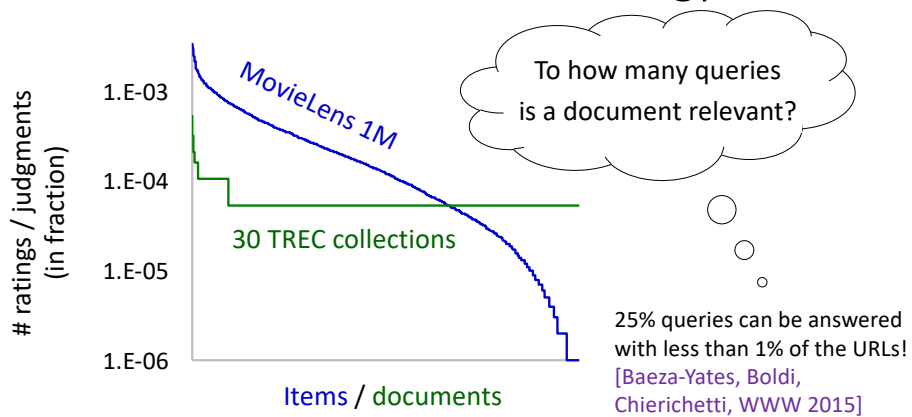 To how many queries
is a document relevant?
# ratings / judgments
(in fraction)
1.E-03
1.E-04
1.E-05
1.E-06
MovieLens 1M
30 TREC collections
Items / documents
25% queries can be answered
with less than 1% of the URLs!
[Baeza-Yates, Boldi,
Chierichetti, WWW 2015]